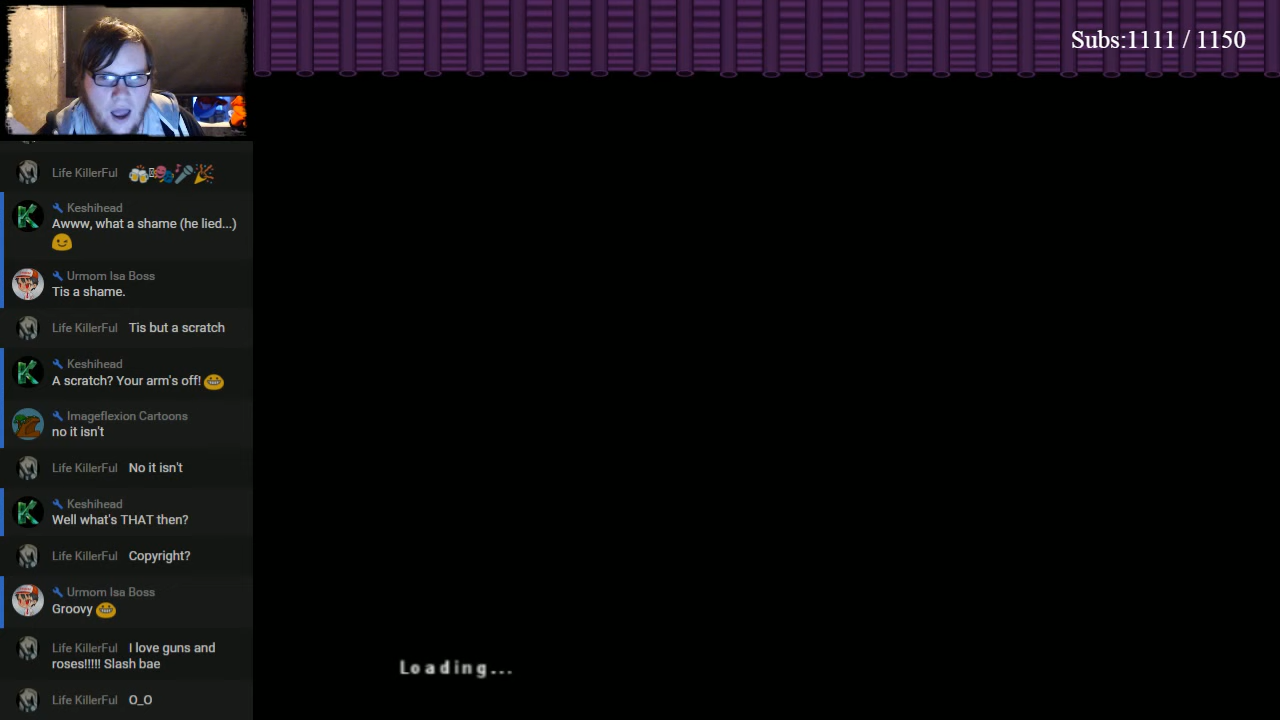 Subs:1111 / 1150
Life KillerFul
Keshihead
Awww, what a shame (he lied...)
Urmom Isa Boss
Tis a shame.
Life KillerFul Tis but a scratch
Keshihead
A scratch? Your arm's off!
Imageflexion Cartoons
no it isn't
Life KillerFul No it isn't
Keshihead
Well what's THAT then?
Life KillerFul Copyright?
Urmom Isa Boss
Groovy
Life KillerFul I love guns and
roses!!!!! Slash bae
Life KillerFul O_O
Loading...